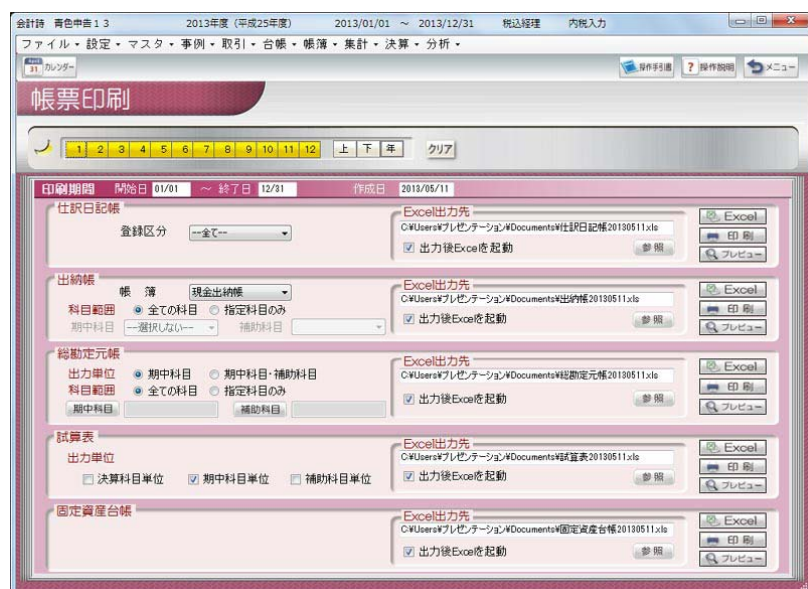 会計詩 青色申告13 2013年度（平成25年度） 2013/01/01 ～ 2013/12/31 税込経理 内税入力
ファイル・設定・マスタ・事例・取引・台帳・帳簿・集計・決算・分析・
31 カレンダー 操作手引書 ? 操作説明 メニュー
帳票印刷
1 2 3 4 5 6 7 8 9 10 11 12 上 下 年 クリア
印刷期間 開始日 01/01 ～ 終了日 12/31 作成日 2013/05/11
仕訳日記帳
登録区分 --全て--
Excel出力先
C:¥Users¥プレゼンテーション¥Documents¥仕訳日記帳20130511.xls
出力後Excelを起動 参照
Excel
印刷
プレビュー
出納帳
帳簿 現金出納帳
科目範囲 全ての科目 指定科目のみ
期中科目 --選択しない-- 補助科目
Excel出力先
C:¥Users¥プレゼンテーション¥Documents¥出納帳20130511.xls
出力後Excelを起動 参照
Excel
印刷
プレビュー
総勘定元帳
出力単位 期中科目 期中科目・補助科目
科目範囲 全ての科目 指定科目のみ
期中科目 補助科目
Excel出力先
C:¥Users¥プレゼンテーション¥Documents¥総勘定元帳20130511.xls
出力後Excelを起動 参照
Excel
印刷
プレビュー
試算表
出力単位
決算科目単位 期中科目単位 補助科目単位
Excel出力先
C:¥Users¥プレゼンテーション¥Documents¥試算表20130511.xls
出力後Excelを起動 参照
Excel
印刷
プレビュー
固定資産台帳
Excel出力先
C:¥Users¥プレゼンテーション¥Documents¥固定資産台帳20130511.xls
出力後Excelを起動 参照
Excel
印刷
プレビュー